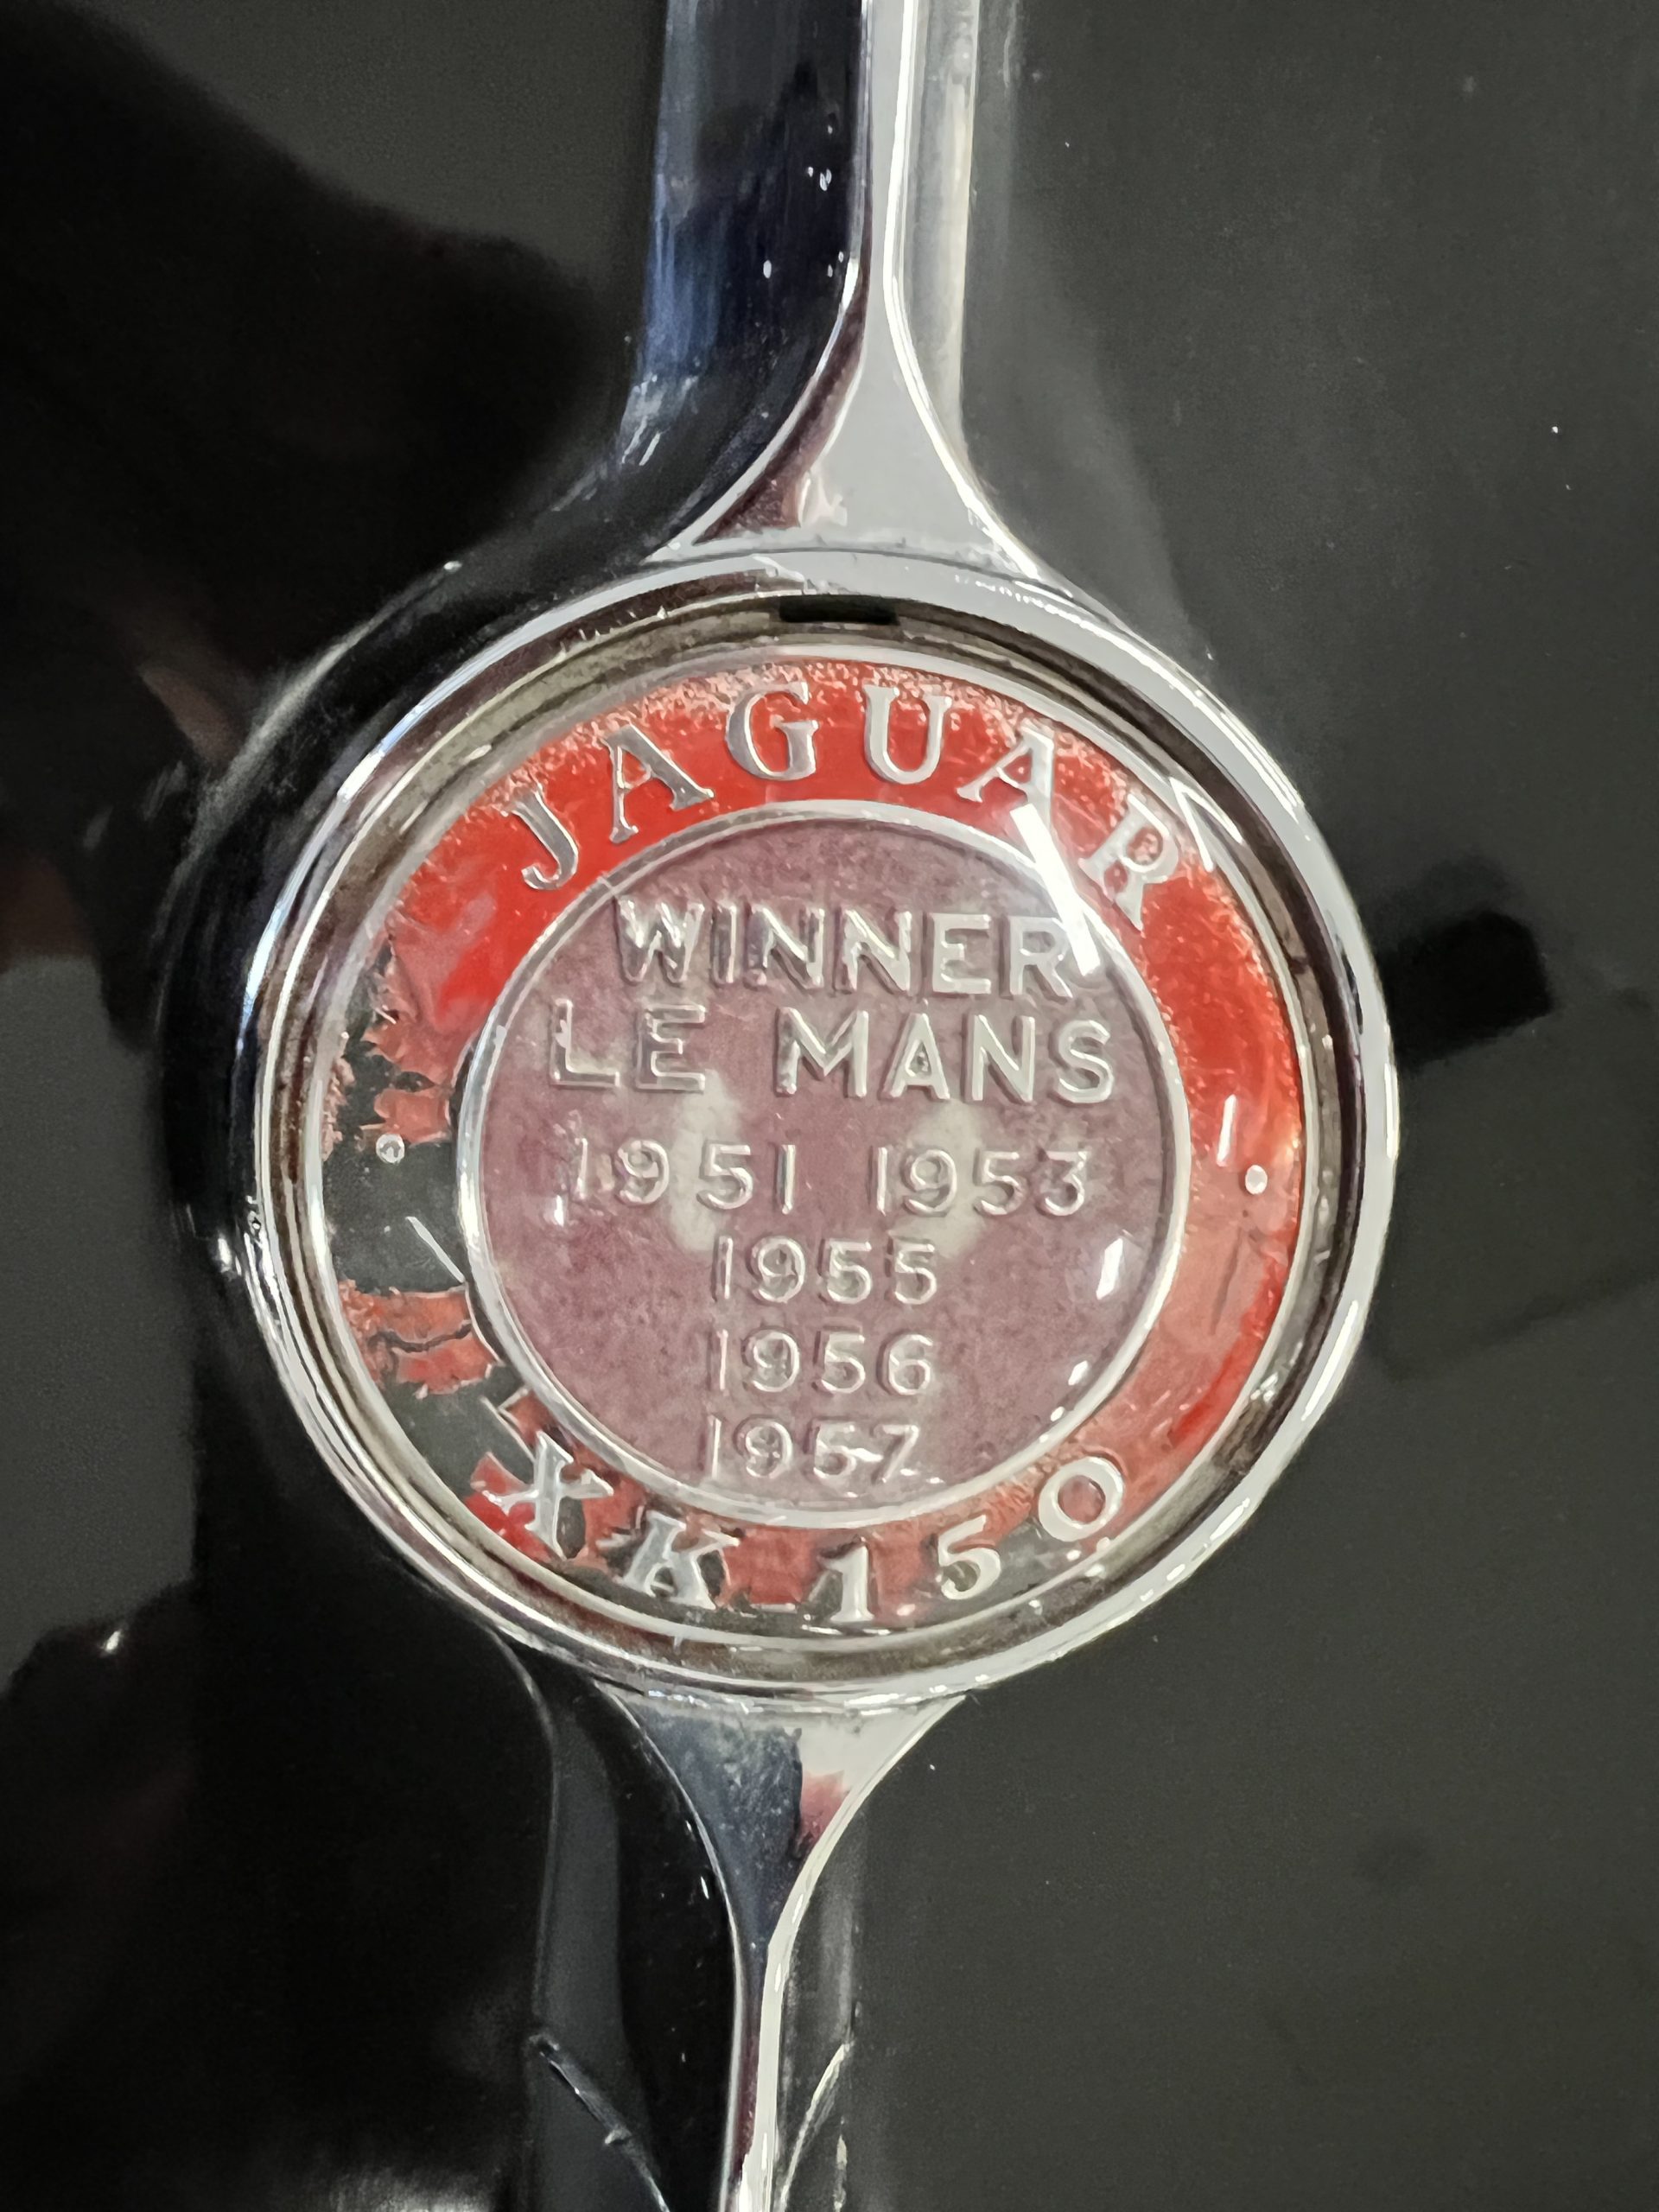 JAGUAR
WINNER
LE MANS
1951 1953
1955
1956
1957
XK 150